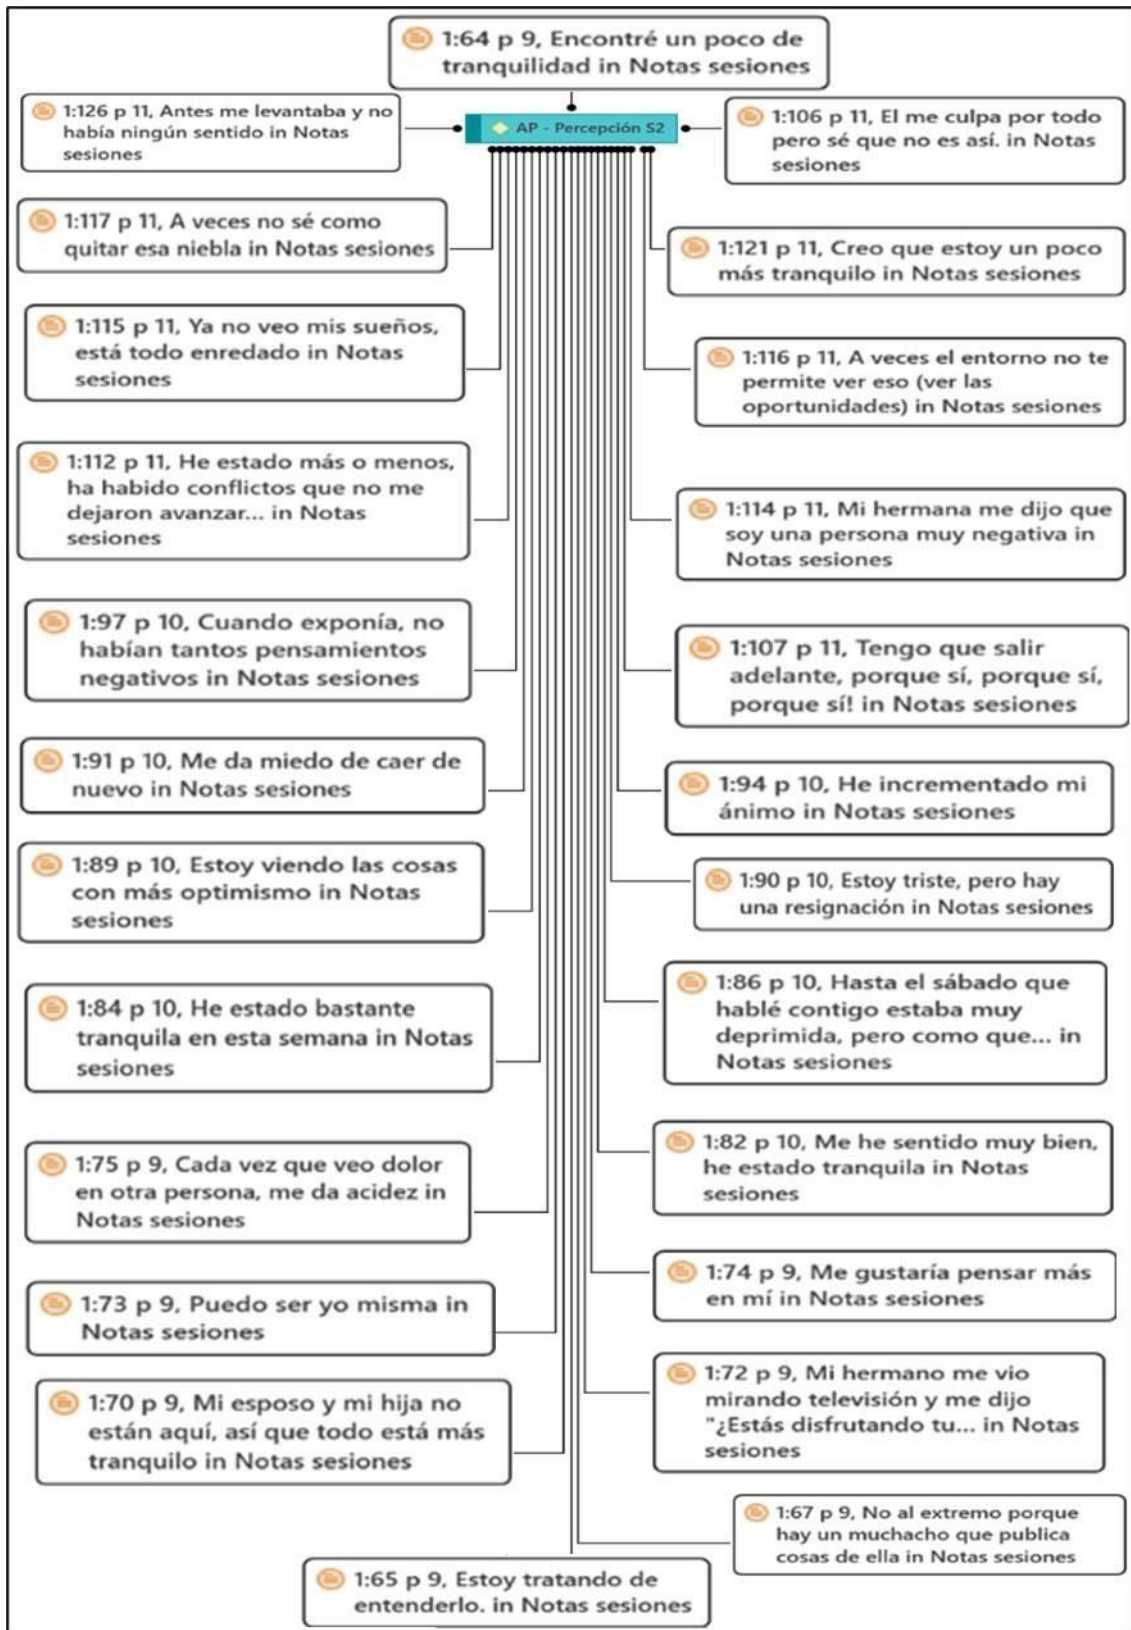 1:64 p 9, Encontré un poco de
tranquilidad in Notas sesiones
1:126 p 11, Antes me levantaba y no
había ningún sentido in Notas
sesiones
AP - Percepción S2
1:106 p 11, El me culpa por todo
pero sé que no es así. in Notas
sesiones
1:117 p 11, A veces no sé como
quitar esa niebla in Notas sesiones
1:121 p 11, Creo que estoy un poco
más tranquilo in Notas sesiones
1:115 p 11, Ya no veo mis sueños,
está todo enredado in Notas
sesiones
1:116 p 11, A veces el entorno no te
permite ver eso (ver las
oportunidades) in Notas sesiones
1:112 p 11, He estado más o menos,
ha habido conflictos que no me
dejaron avanzar... in Notas
sesiones
1:114 p 11, Mi hermana me dijo que
soy una persona muy negativa in
Notas sesiones
1:97 p 10, Cuando exponía, no
habían tantos pensamientos
negativos in Notas sesiones
1:107 p 11, Tengo que salir
adelante, porque sí, porque sí,
porque sí! in Notas sesiones
1:91 p 10, Me da miedo de caer de
nuevo in Notas sesiones
1:94 p 10, He incrementado mi
ánimo in Notas sesiones
1:89 p 10, Estoy viendo las cosas
con más optimismo in Notas
sesiones
1:90 p 10, Estoy triste, pero hay
una resignación in Notas sesiones
1:84 p 10, He estado bastante
tranquila en esta semana in Notas
sesiones
1:86 p 10, Hasta el sábado que
hablé contigo estaba muy
deprimida, pero como que... in
Notas sesiones
1:75 p 9, Cada vez que veo dolor
en otra persona, me da acidez in
Notas sesiones
1:82 p 10, Me he sentido muy bien,
he estado tranquila in Notas
sesiones
1:73 p 9, Puedo ser yo misma in
Notas sesiones
1:74 p 9, Me gustaría pensar más
en mí in Notas sesiones
1:70 p 9, Mi esposo y mi hija no
están aquí, así que todo está más
tranquilo in Notas sesiones
1:72 p 9, Mi hermano me vio
mirando televisión y me dijo
"¿Estás disfrutando tu... in Notas
sesiones
1:67 p 9, No al extremo porque
hay un muchacho que publica
cosas de ella in Notas sesiones
1:65 p 9, Estoy tratando de
entenderlo. in Notas sesiones